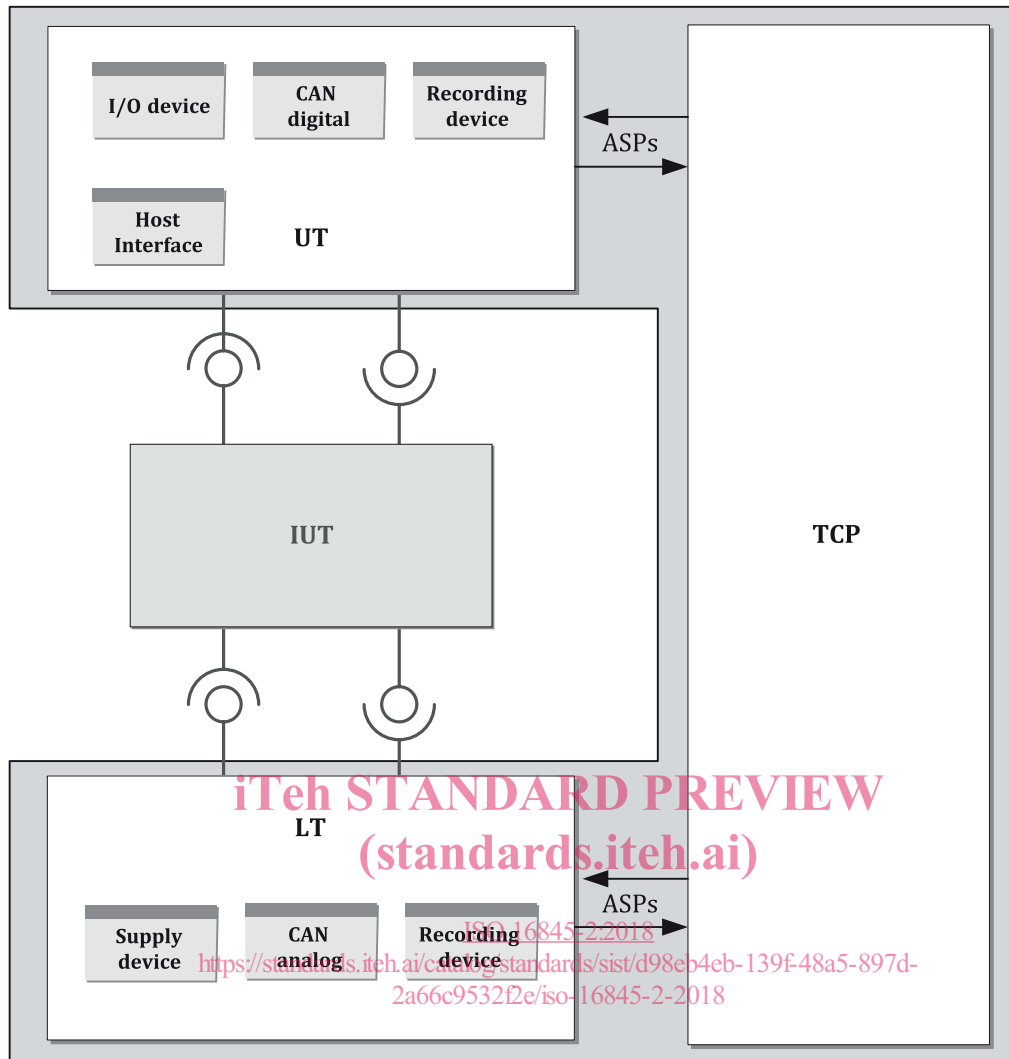 I/O device
CAN
digital
Recording
device
ASPs
Host
Interface
UT
IUT
TCP
iTeh STANDARD PREVIEW
LT
(standards.iteh.ai)
ASPs
Supply
device
CAN
analog
Recording
device
ISO 16845-2:2018
https://standards.iteh.ai/catalog/standards/sist/d98eb4eb-139f-48a5-897d-
2a66c9532f2e/iso-16845-2-2018